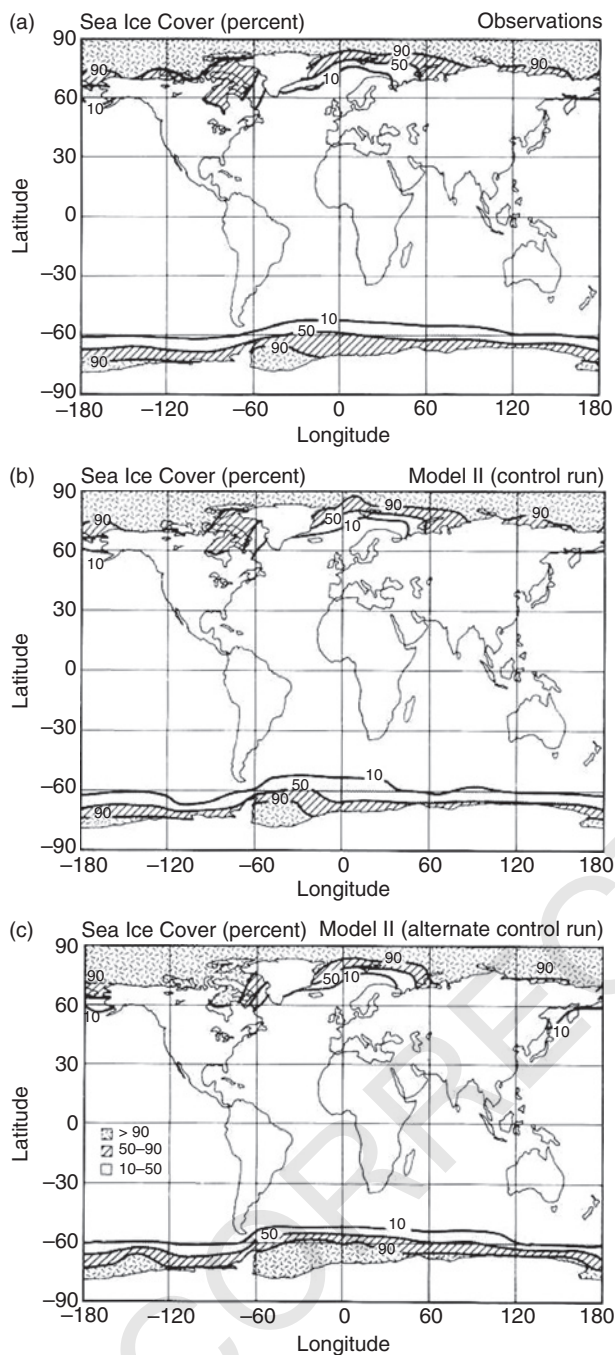 (a) Sea Ice Cover (percent) Observations
90
90 90 50 90
10 10
60
30
Latitude
0
–30
10
50
–60
90 90
–90
–180 –120 –60 0 60 120 180
Longitude
(b) Sea Ice Cover (percent) Model II (control run)
90
90 50 90 90
10
60
10
30
Latitude
0
–30
10
50
–60
90 90
–90
–180 –120 –60 0 60 120 180
Longitude
(c) Sea Ice Cover (percent) Model II (alternate control run)
90
90 50 10 90 90
60
10 10
30
Latitude
0
> 90
50–90
10–50
–30
10
50
–60
90
–90
–180 –120 –60 0 60 120 180
Longitude
CORREC